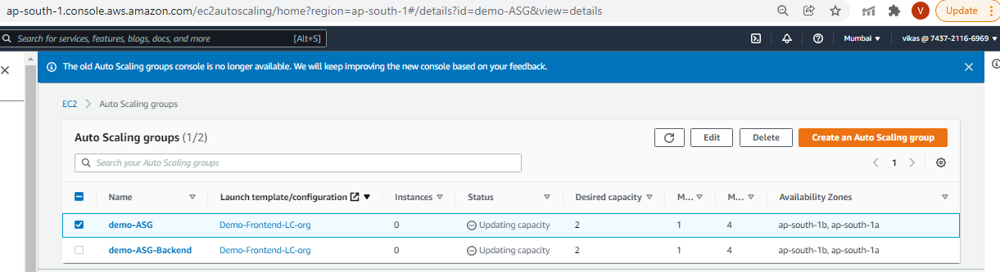 ap-south-1.console.aws.amazon.com/ec2autoscaling/home?region=ap-south-1#/details?id=demo-ASG&view=details V Update
Search for services, features, blogs, docs, and more [Alt+S] Mumbai vikas @ 7437-2116-6969
The old Auto Scaling groups console is no longer available. We will keep improving the new console based on your feedback.
EC2 > Auto Scaling groups
Auto Scaling groups (1/2) Edit Delete Create an Auto Scaling group
Search your Auto Scaling groups 1
Name Launch template/configuration Instances Status Desired capacity M... M... Availability Zones
demo-ASG Demo-Frontend-LC-org 0 Updating capacity 2 1 4 ap-south-1b, ap-south-1a
demo-ASG-Backend Demo-Frontend-LC-org 0 Updating capacity 2 1 4 ap-south-1b, ap-south-1a